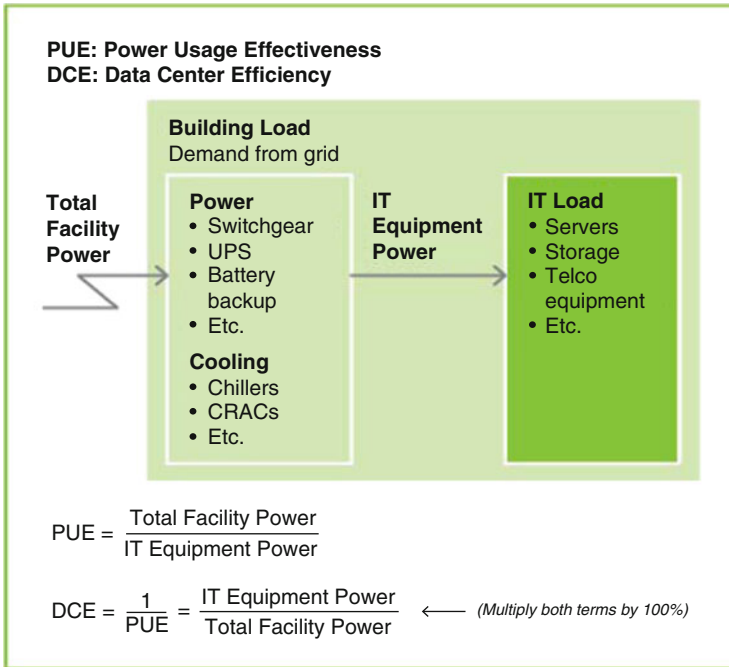 PUE: Power Usage Effectiveness
DCE: Data Center Efficiency
Building Load
Demand from grid
Total
Facility
Power
Power
• Switchgear
• UPS
• Battery
backup
• Etc.
Cooling
• Chillers
• CRACs
• Etc.
IT
Equipment
Power
IT Load
• Servers
• Storage
• Telco
equipment
• Etc.
PUE = Total Facility Power / IT Equipment Power
DCE = 1 / PUE = IT Equipment Power / Total Facility Power ← (Multiply both terms by 100%)